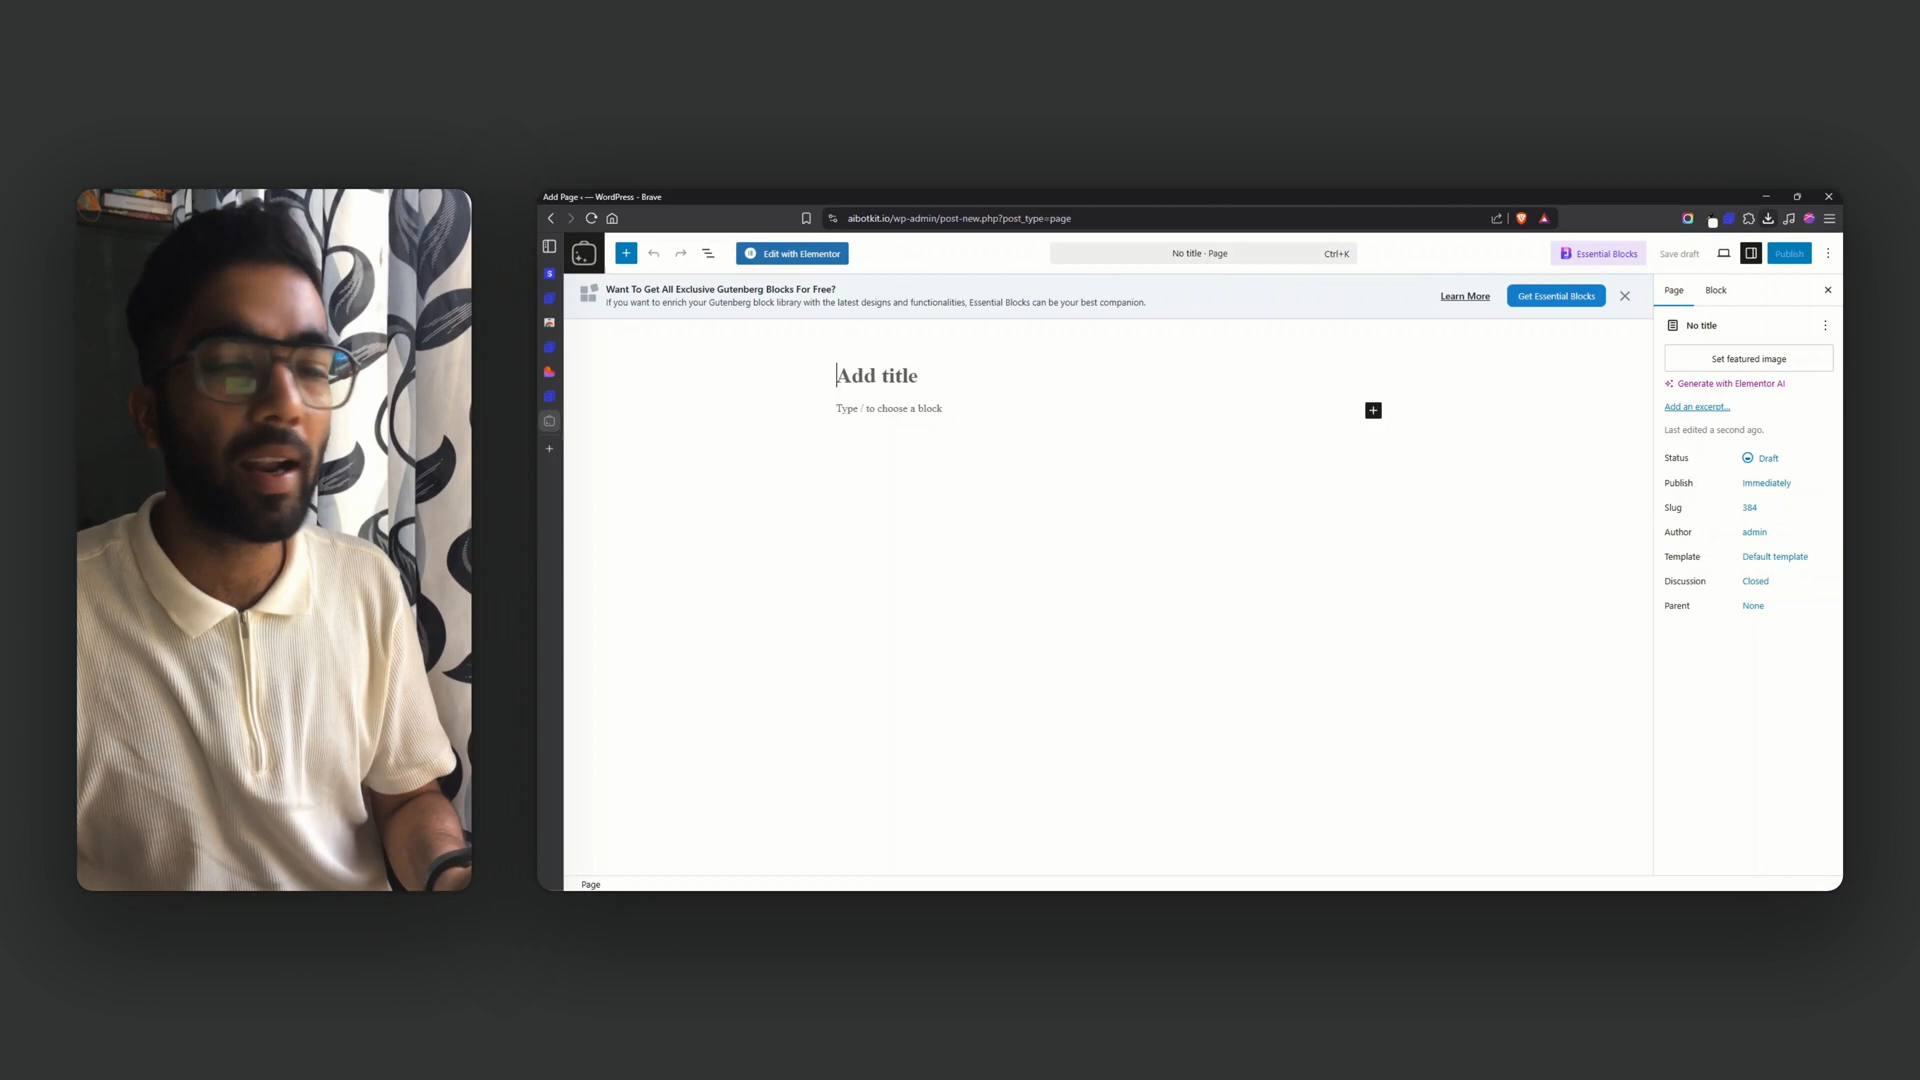 Add Page ‹ — WordPress - Brave
aibotkit.io/wp-admin/post-new.php?post_type=page
Edit with Elementor
No title · Page
Ctrl+K
Essential Blocks
Save draft
Publish
Want To Get All Exclusive Gutenberg Blocks For Free?
If you want to enrich your Gutenberg block library with the latest designs and functionalities, Essential Blocks can be your best companion.
Learn More
Get Essential Blocks
Page
Block
No title
Set featured image
Generate with Elementor AI
Add an excerpt...
Last edited a second ago.
Status
Draft
Publish
Immediately
Slug
384
Author
admin
Template
Default template
Discussion
Closed
Parent
None
Add title
Type / to choose a block
Page